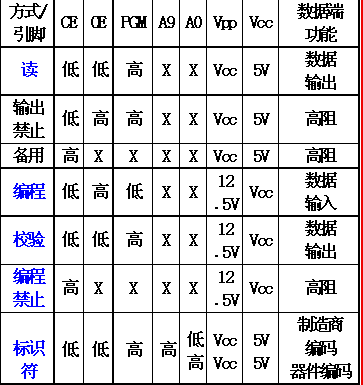 方式/ CE OE PGM A9 A0 Vpp Vcc 数据端
引脚 功能
读 低 低 高 X X Vcc 5V 数据
输出
输出 低 高 高 X X Vcc 5V 高阻
禁止
备用 高 X X X X Vcc 5V 高阻
编程 低 高 低 X X 12 Vcc 数据
.5V 输入
校验 低 低 高 X X 12 Vcc 数据
.5V 输出
编程 高 X X X X 12 Vcc 高阻
禁止 .5V
标识 低 低 高 高 低 Vcc 5V 制造商
符 高 Vcc 5V 编码
器件编码